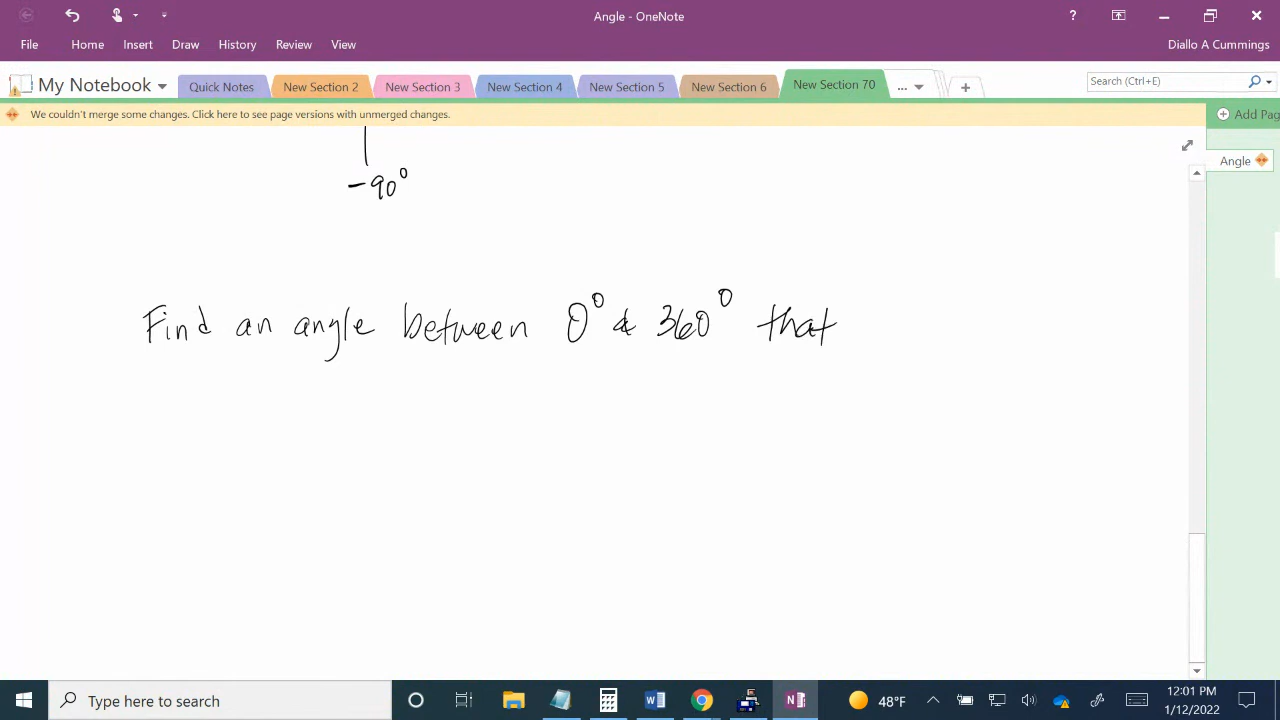 Angle - OneNote
?
File Home Insert Draw History Review View
Diallo A Cummings
My Notebook Quick Notes New Section 2 New Section 3 New Section 4 New Section 5 New Section 6 New Section 70 ... +
Search (Ctrl+E)
We couldn't merge some changes. Click here to see page versions with unmerged changes.
Add Pag
Angle
-90°
Find an angle between 0° & 360° that
Type here to search
48°F
12:01 PM
1/12/2022